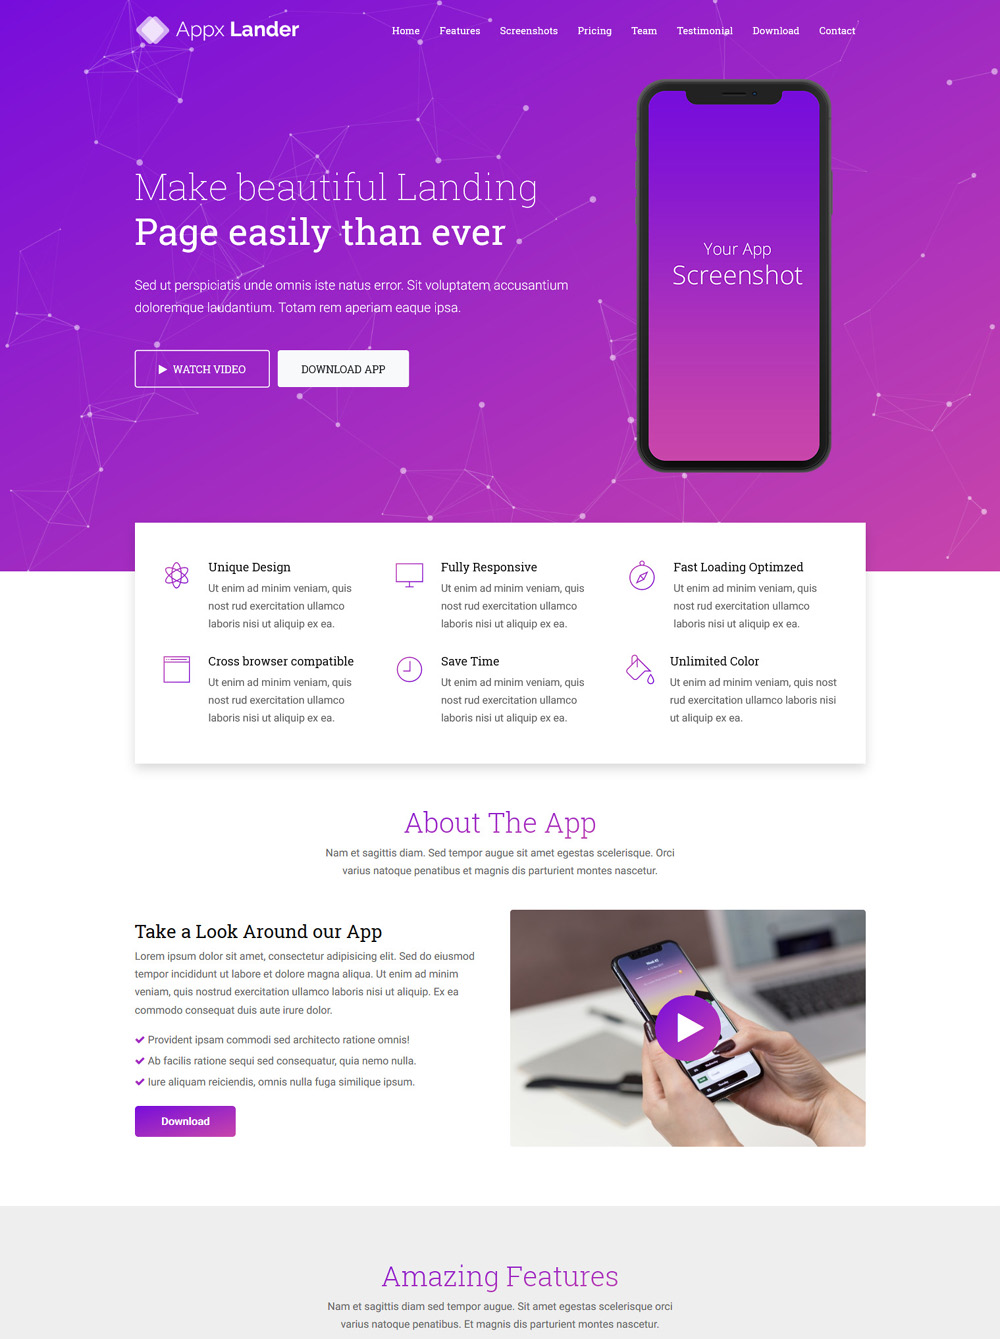 Appx Lander
Home Features Screenshots Pricing Team Testimonial Download Contact
Make beautiful Landing
Page easily than ever
Sed ut perspiciatis unde omnis iste natus error. Sit voluptatem accusantium
doloremque laudantium. Totam rem aperiam eaque ipsa.
WATCH VIDEO
DOWNLOAD APP
Your App
Screenshot
Unique Design
Ut enim ad minim veniam, quis
nost rud exercitation ullamco
laboris nisi ut aliquip ex ea.
Fully Responsive
Ut enim ad minim veniam, quis
nost rud exercitation ullamco
laboris nisi ut aliquip ex ea.
Fast Loading Optimzed
Ut enim ad minim veniam, quis
nost rud exercitation ullamco
laboris nisi ut aliquip ex ea.
Cross browser compatible
Ut enim ad minim veniam, quis
nost rud exercitation ullamco
laboris nisi ut aliquip ex ea.
Save Time
Ut enim ad minim veniam, quis
nost rud exercitation ullamco
laboris nisi ut aliquip ex ea.
Unlimited Color
Ut enim ad minim veniam, quis nost
rud exercitation ullamco laboris nisi
ut aliquip ex ea.
About The App
Nam et sagittis diam. Sed tempor augue sit amet egestas scelerisque. Orci
varius natoque penatibus et magnis dis parturient montes nascetur.
Take a Look Around our App
Lorem ipsum dolor sit amet, consectetur adipisicing elit. Sed do eiusmod
tempor incididunt ut labore et dolore magna aliqua. Ut enim ad minim
veniam, quis nostrud exercitation ullamco laboris nisi ut aliquip. Ex ea
commodo consequat duis aute irure dolor.
Provident ipsam commodi sed architecto ratione omnis!
Ab facilis ratione sequi sed consequatur, quia nemo nulla.
Iure aliquam reiciendis, omnis nulla fuga similique ipsum.
Download
Amazing Features
Nam et sagittis diam sed tempor augue. Sit amet egestas scelerisque orci
varius natoque penatibus. Et magnis dis parturient montes nascetur.